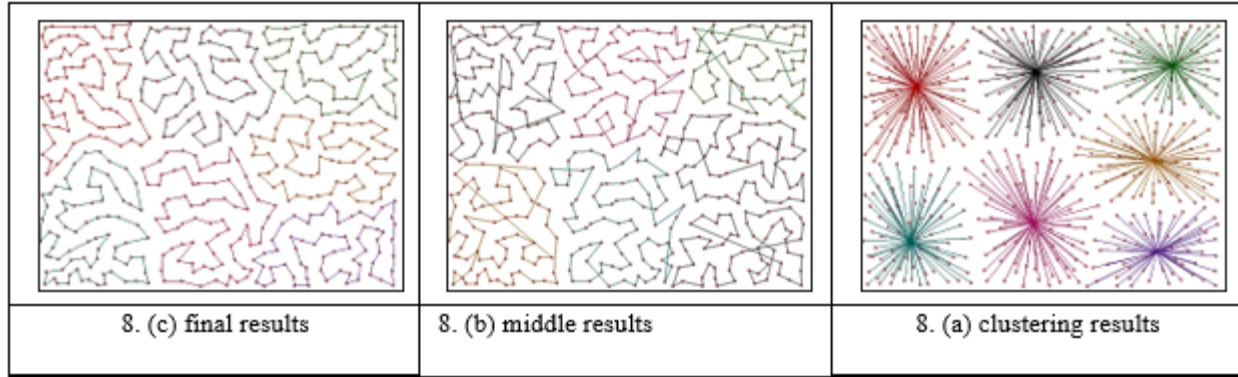 8. (c) final results
8. (b) middle results
8. (a) clustering results